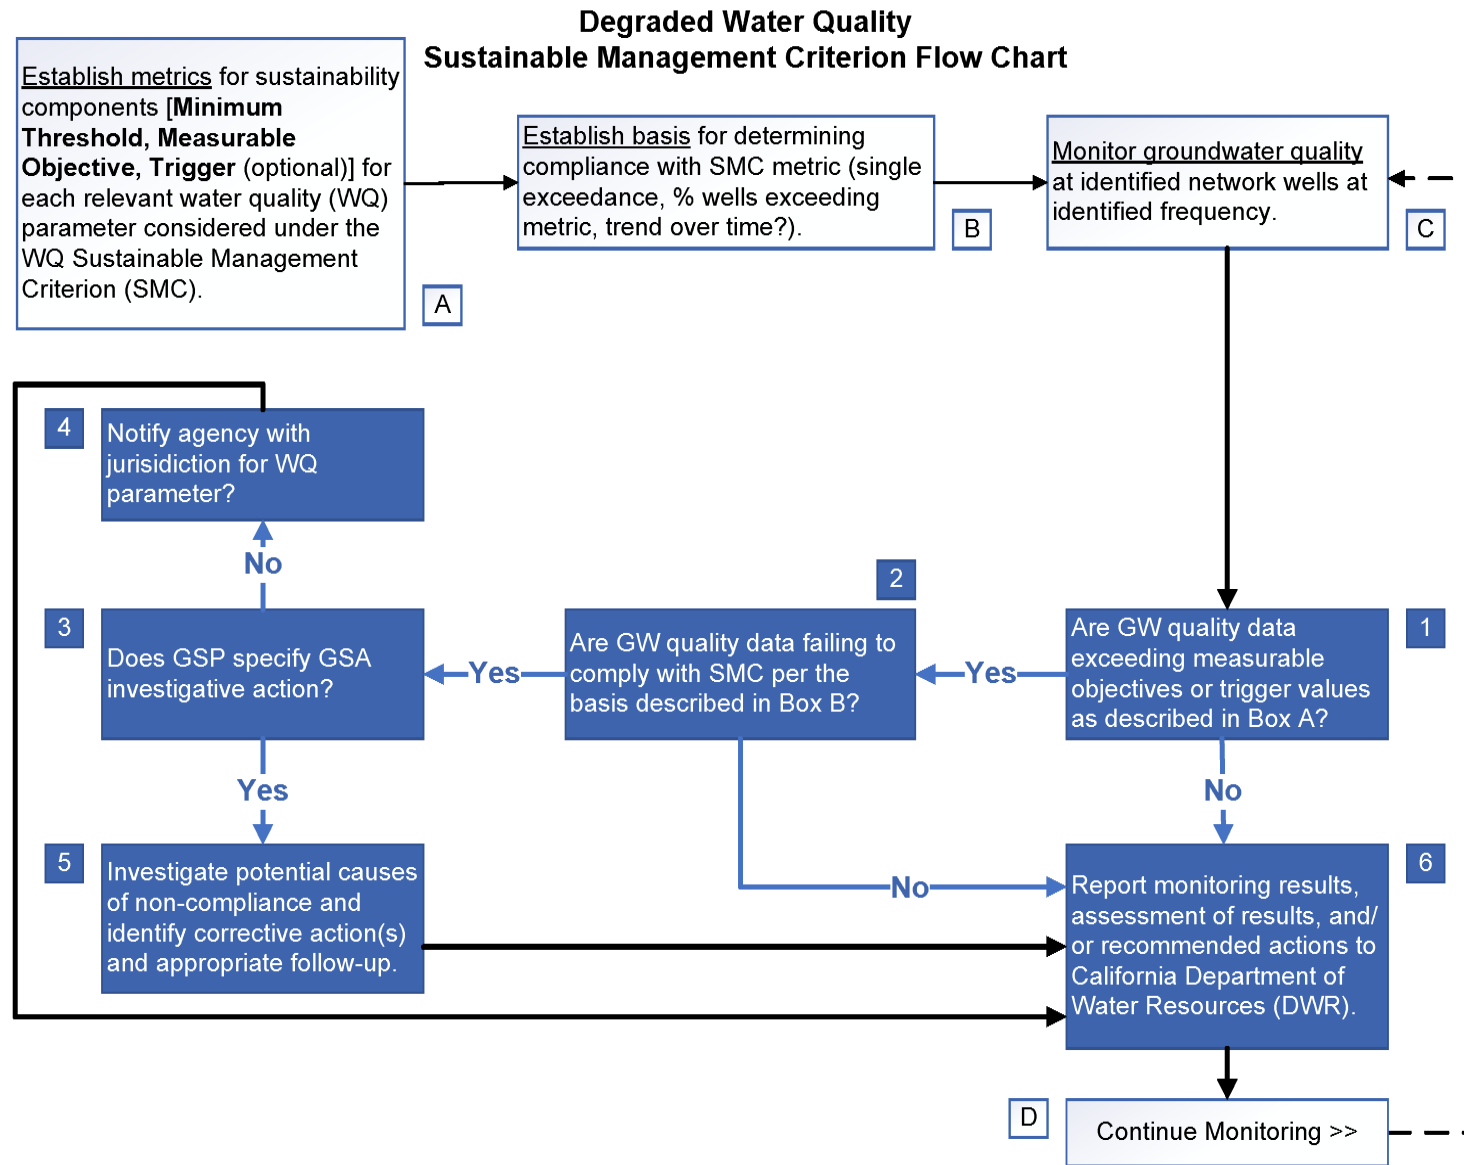 Degraded Water Quality
Sustainable Management Criterion Flow Chart
Establish metrics for sustainability
components [Minimum
Threshold, Measurable
Objective, Trigger (optional)] for
each relevant water quality (WQ)
parameter considered under the
WQ Sustainable Management
Criterion (SMC).
A
Establish basis for determining
compliance with SMC metric (single
exceedance, % wells exceeding
metric, trend over time?).
B
Monitor groundwater quality
at identified network wells at
identified frequency.
C
4
Notify agency with
jurisidiction for WQ
parameter?
No
3
Does GSP specify GSA
investigative action?
Yes
2
Are GW quality data failing to
comply with SMC per the
basis described in Box B?
Yes
1
Are GW quality data
exceeding measurable
objectives or trigger values
as described in Box A?
Yes
No
No
5
Investigate potential causes
of non-compliance and
identify corrective action(s)
and appropriate follow-up.
6
Report monitoring results,
assessment of results, and/
or recommended actions to
California Department of
Water Resources (DWR).
D
Continue Monitoring >>